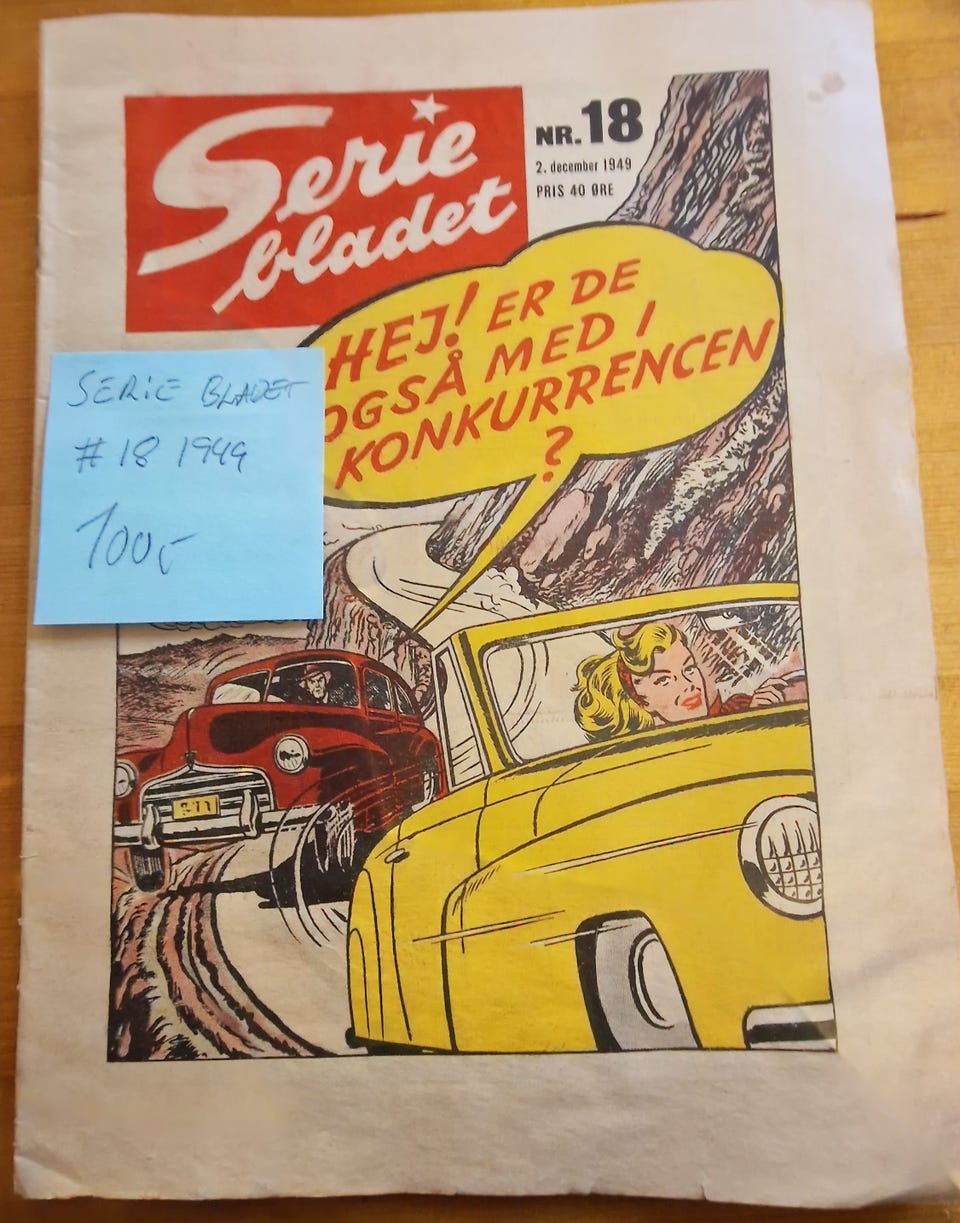 Serie
bladet
NR. 18
2. december 1949
PRIS 40 ØRE
HEJ! ER DE
OGSÅ MED I
KONKURRENCEN
?
SERIE BLADET
# 18 1949
100,-